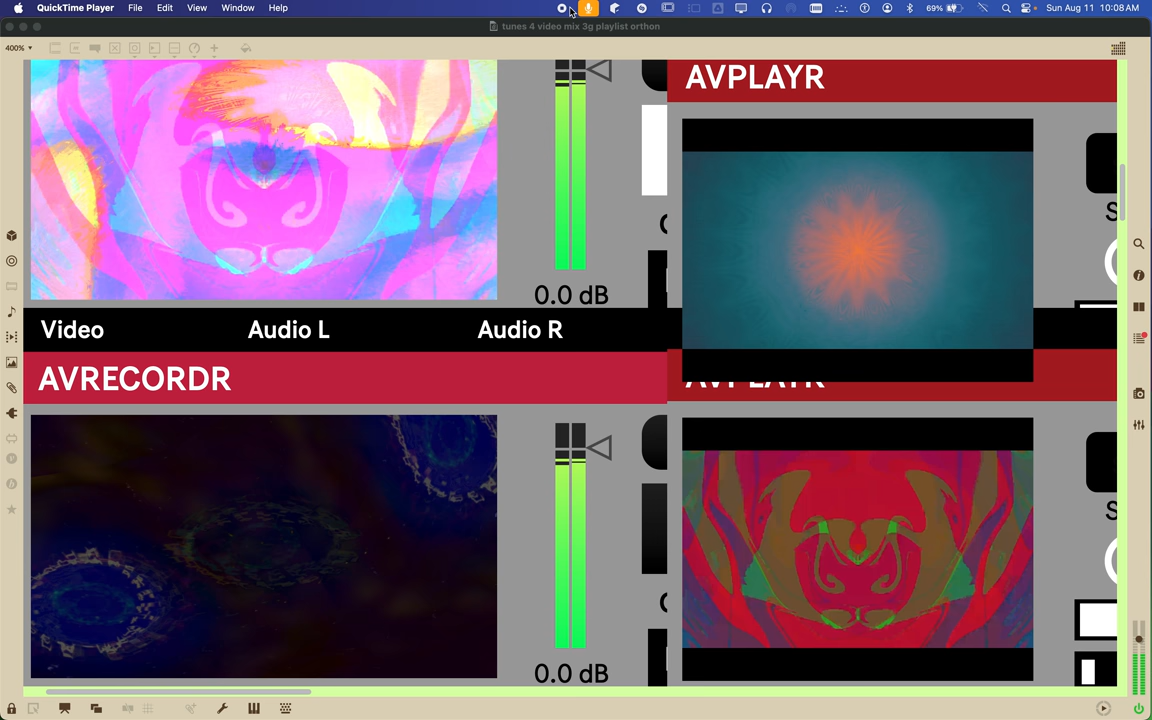 QuickTime Player File Edit View Window Help 69% Sun Aug 11 10:08 AM
tunes 4 video mix 3g playlist orthon
400%
AVPLAYR
S
0.0 dB
Video Audio L Audio R
AVRECORDR
AVPLAYR
S
0.0 dB